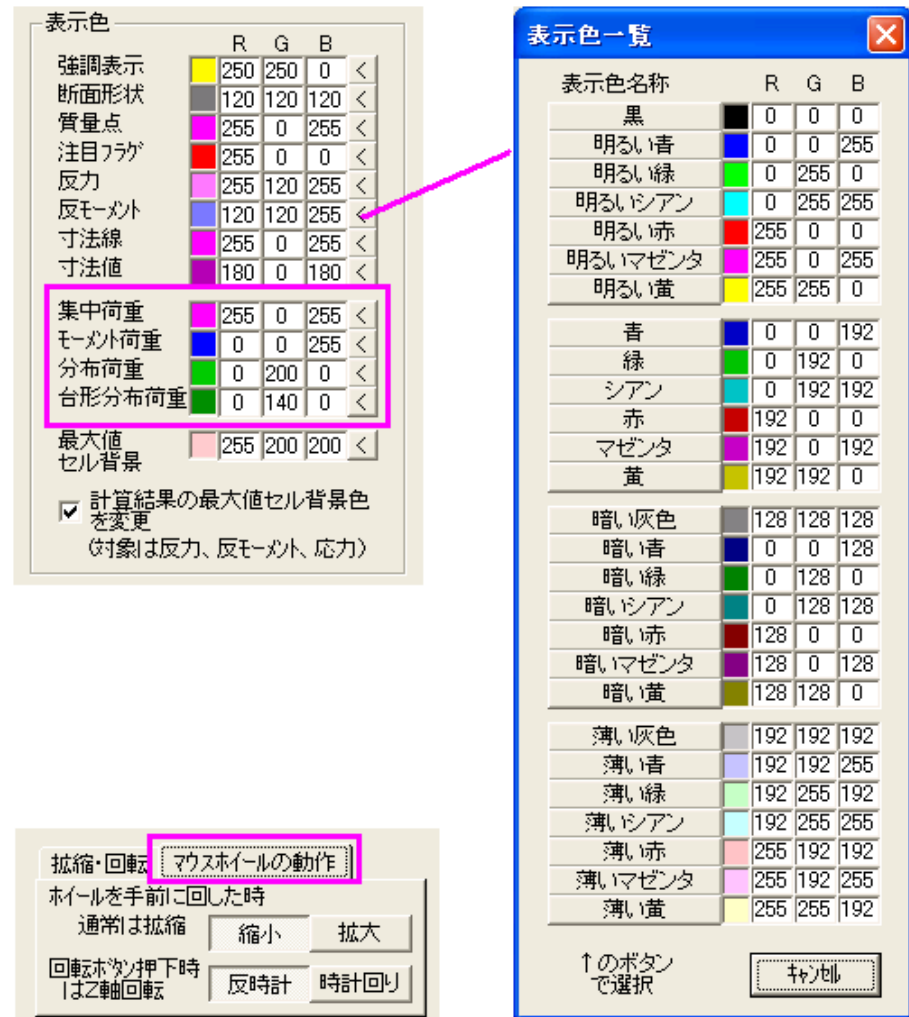 表示色
R G B
強調表示 250 250 0 <
断面形状 120 120 120 <
質量点 255 0 255 <
注目フラグ 255 0 0 <
反力 255 120 255 <
反モーメント 120 120 255 <
寸法線 255 0 255 <
寸法値 180 0 180 <
集中荷重 255 0 255 <
モーメント荷重 0 0 255 <
分布荷重 0 200 0 <
台形分布荷重 0 140 0 <
最大値
セル背景 255 200 200 <
計算結果の最大値セル背景色
を変更
(対象は反力、反モーメント、応力)
拡縮・回転 マウスホイールの動作
ホイールを手前に回した時
通常は拡縮 縮小 拡大
回転ボタン押下時
はZ軸回転 反時計 時計回り
表示色一覧
表示色名称 R G B
黒 0 0 0
明るい青 0 0 255
明るい緑 0 255 0
明るいシアン 0 255 255
明るい赤 255 0 0
明るいマゼンタ 255 0 255
明るい黄 255 255 0
青 0 0 192
緑 0 192 0
シアン 0 192 192
赤 192 0 0
マゼンタ 192 0 192
黄 192 192 0
暗い灰色 128 128 128
暗い青 0 0 128
暗い緑 0 128 0
暗いシアン 0 128 128
暗い赤 128 0 0
暗いマゼンタ 128 0 128
暗い黄 128 128 0
薄い灰色 192 192 192
薄い青 192 192 255
薄い緑 192 255 192
薄いシアン 192 255 255
薄い赤 255 192 192
薄いマゼンタ 255 192 255
薄い黄 255 255 192
↑のボタン
で選択
キャンセル